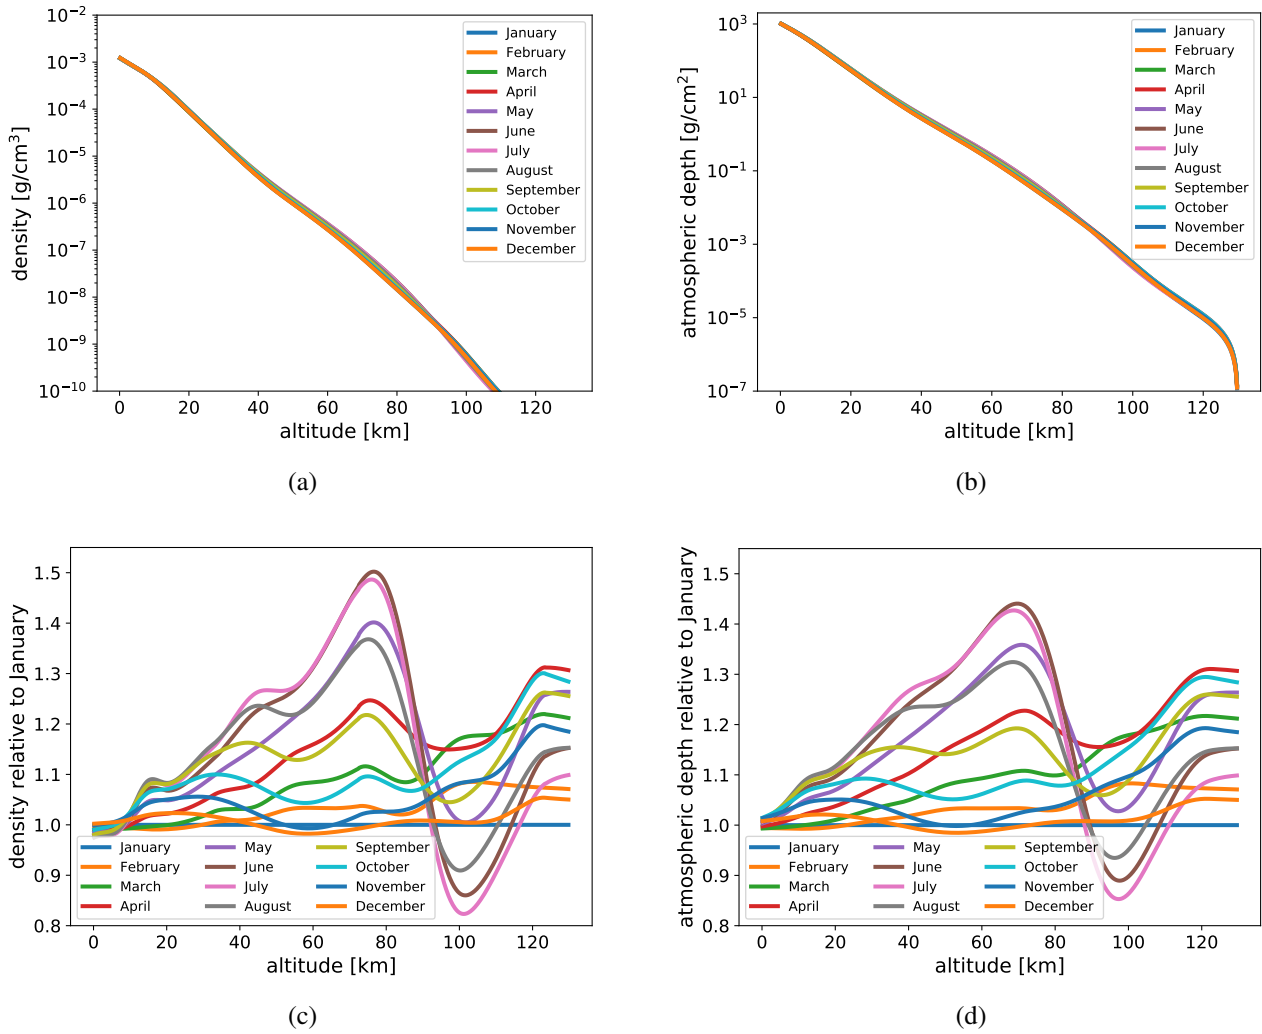 10−2
10−3
10−4
10−5
10−6
10−7
10−8
10−9
10−10
density [g/cm3]
0 20 40 60 80 100 120
altitude [km]
January
February
March
April
May
June
July
August
September
October
November
December
(a)
103
101
10−1
10−3
10−5
10−7
atmospheric depth [g/cm2]
0 20 40 60 80 100 120
altitude [km]
January
February
March
April
May
June
July
August
September
October
November
December
(b)
1.5
1.4
1.3
1.2
1.1
1.0
0.9
0.8
density relative to January
January May September
February June October
March July November
April August December
0 20 40 60 80 100 120
altitude [km]
(c)
1.5
1.4
1.3
1.2
1.1
1.0
0.9
0.8
atmospheric depth relative to January
January May September
February June October
March July November
April August December
0 20 40 60 80 100 120
altitude [km]
(d)